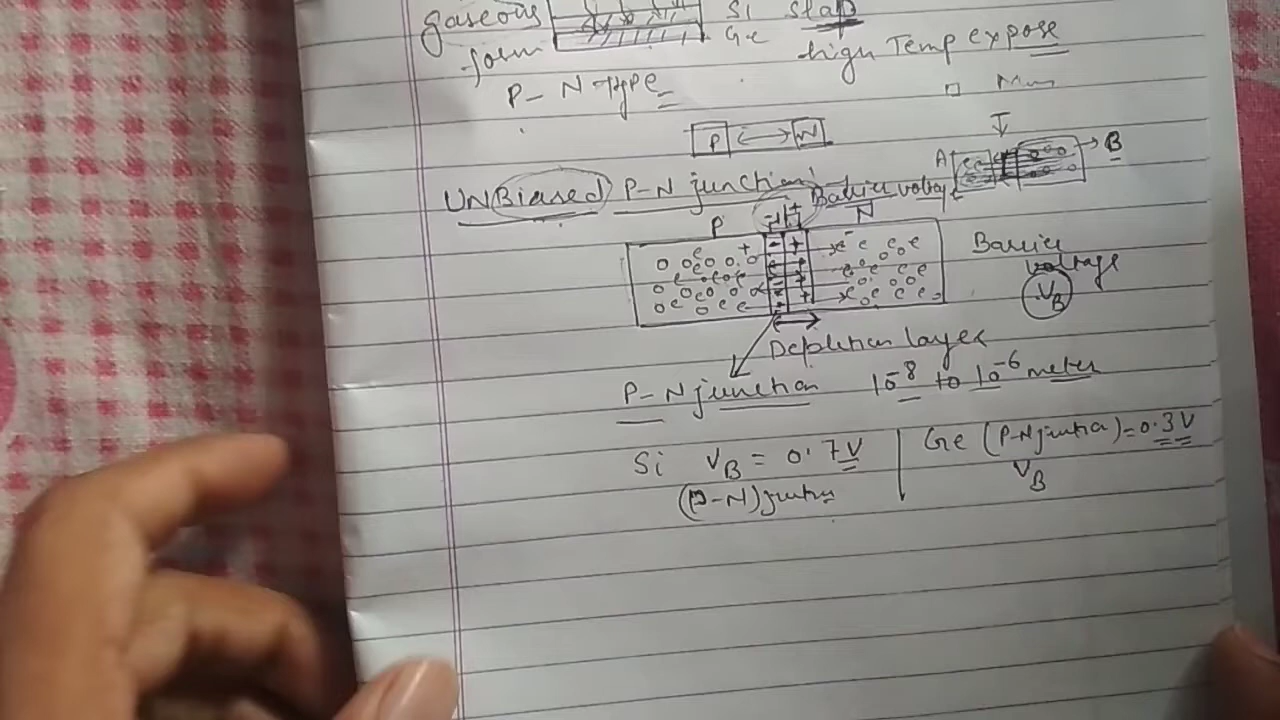 gaseous Si slab
form Ge high Temp expose
P- N type
P N
A B
UNBiased P-N junction Barrier voltage
P N
Barrier
voltage
VB
Depletion layer
P-N junction 10-8 to 10-6 meter
Si VB = 0.7V Ge (P-N junction) = 0.3V
(P-N) junction VB